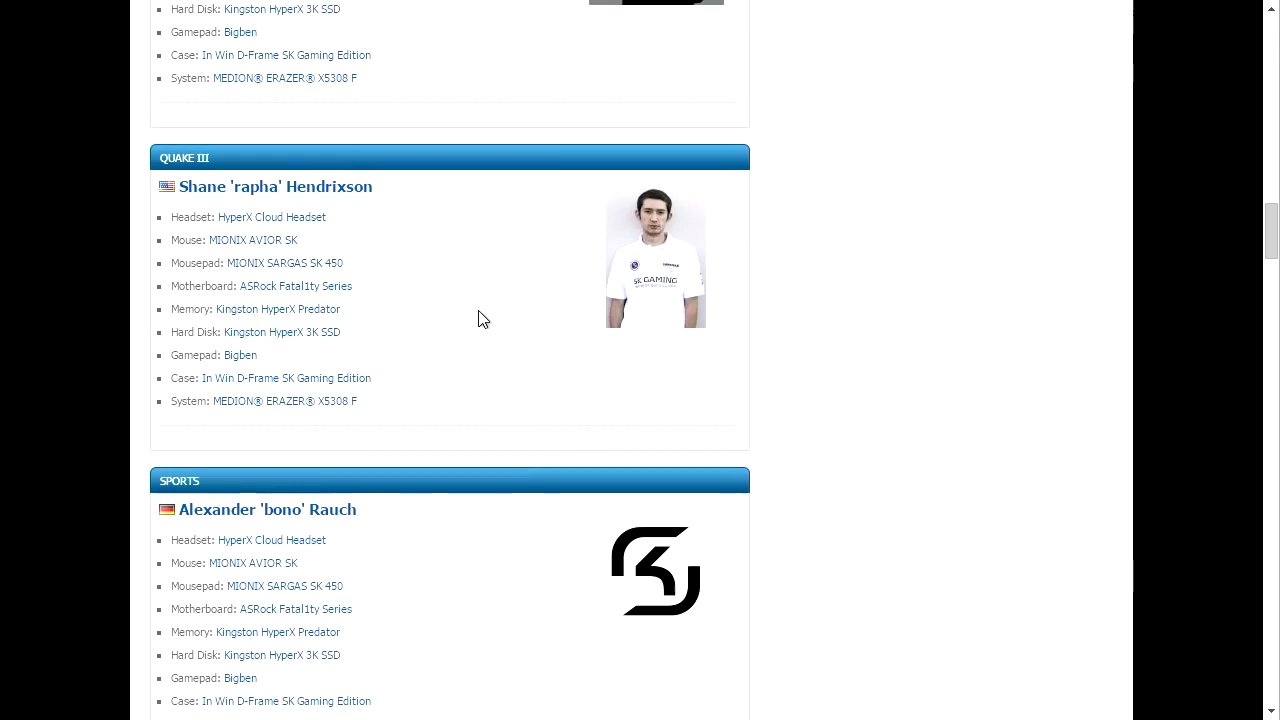 Hard Disk: Kingston HyperX 3K SSD
Gamepad: Bigben
Case: In Win D-Frame SK Gaming Edition
System: MEDION® ERAZER® X5308 F
QUAKE III
Shane 'rapha' Hendrixson
Headset: HyperX Cloud Headset
Mouse: MIONIX AVIOR SK
Mousepad: MIONIX SARGAS SK 450
Motherboard: ASRock Fatal1ty Series
Memory: Kingston HyperX Predator
Hard Disk: Kingston HyperX 3K SSD
Gamepad: Bigben
Case: In Win D-Frame SK Gaming Edition
System: MEDION® ERAZER® X5308 F
SK GAMING
SPORTS
Alexander 'bono' Rauch
Headset: HyperX Cloud Headset
Mouse: MIONIX AVIOR SK
Mousepad: MIONIX SARGAS SK 450
Motherboard: ASRock Fatal1ty Series
Memory: Kingston HyperX Predator
Hard Disk: Kingston HyperX 3K SSD
Gamepad: Bigben
Case: In Win D-Frame SK Gaming Edition